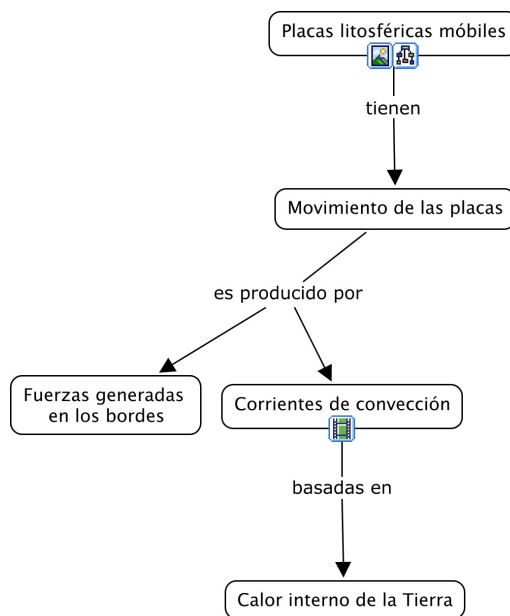 Placas litosféricas móbiles
tienen
Movimiento de las placas
es producido por
Fuerzas generadas
en los bordes
Corrientes de convección
basadas en
Calor interno de la Tierra